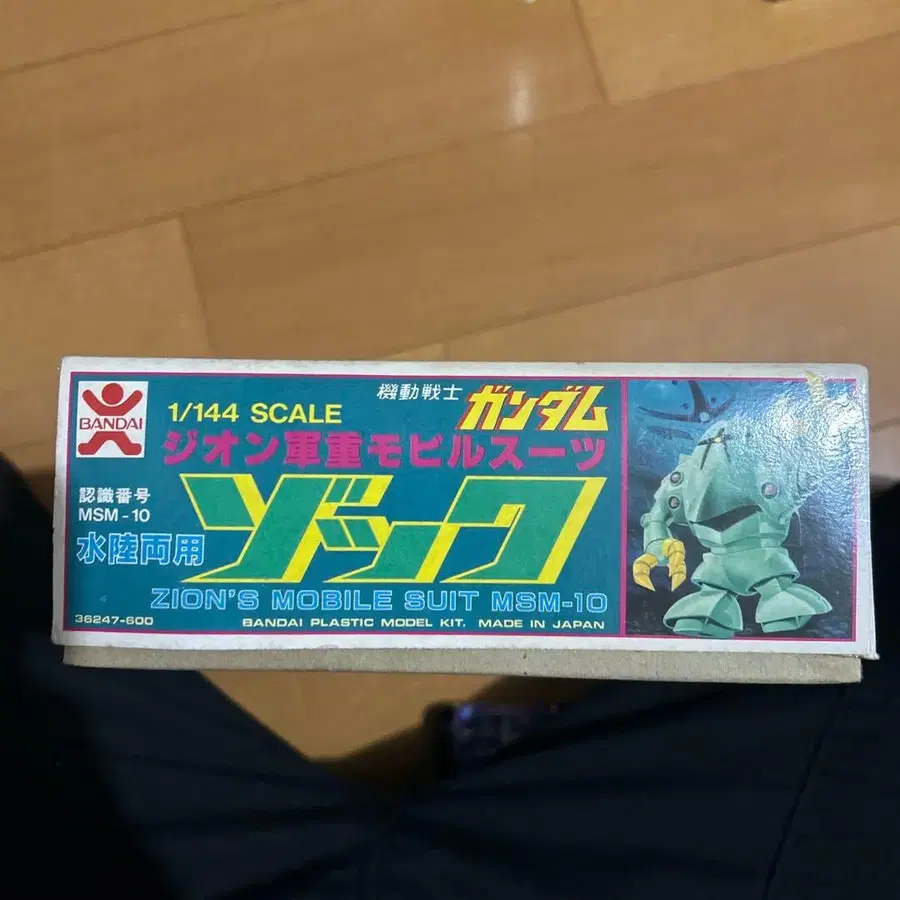 BANDAI
機動戦士 ガンダム
1/144 SCALE
ジオン軍重モビルスーツ
認識番号
MSM-10
水陸両用
ゾック
ZION'S MOBILE SUIT MSM-10
36247-600
BANDAI PLASTIC MODEL KIT. MADE IN JAPAN